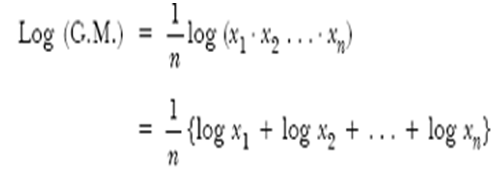 Log (G.M.) = 1/n log (x₁ · x₂ … · xₙ)
= 1/n {log x₁ + log x₂ + … + log xₙ}